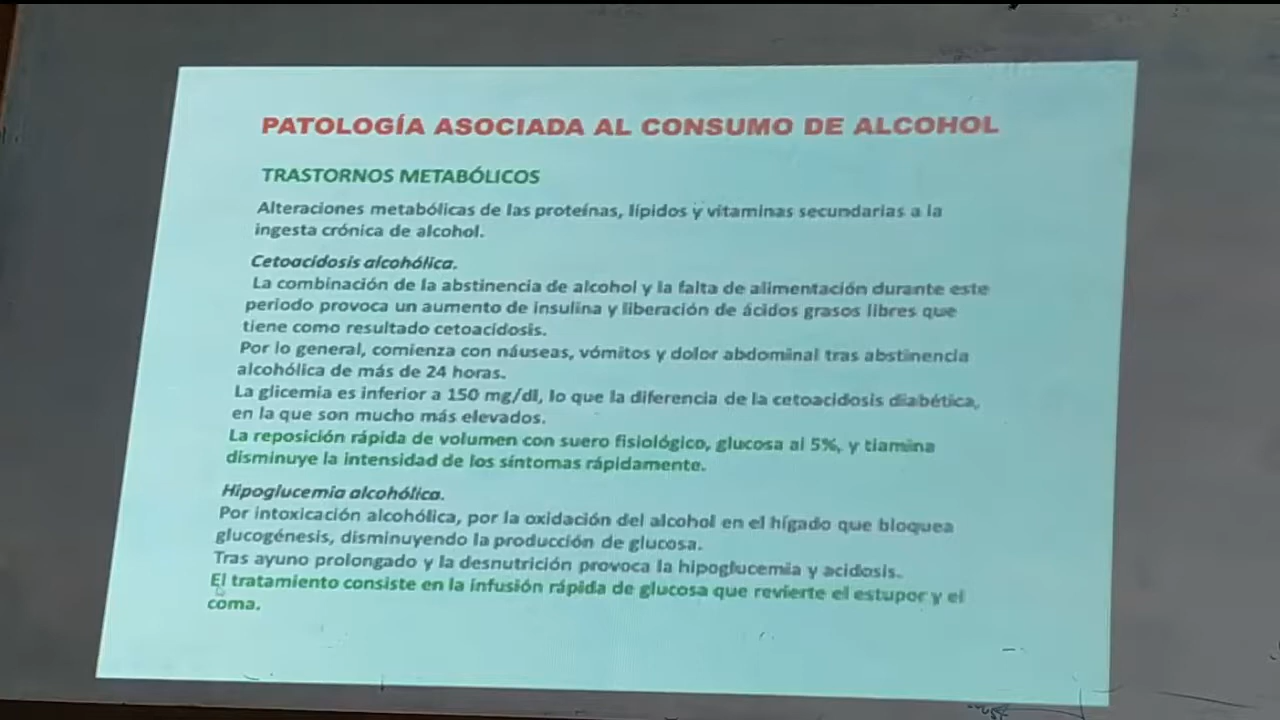 PATOLOGÍA ASOCIADA AL CONSUMO DE ALCOHOL
TRASTORNOS METABÓLICOS
Alteraciones metabólicas de las proteínas, lípidos y vitaminas secundarias a la
ingesta crónica de alcohol.
Cetoacidosis alcohólica.
La combinación de la abstinencia de alcohol y la falta de alimentación durante este
periodo provoca un aumento de insulina y liberación de ácidos grasos libres que
tiene como resultado cetoacidosis.
Por lo general, comienza con náuseas, vómitos y dolor abdominal tras abstinencia
alcohólica de más de 24 horas.
La glicemia es inferior a 150 mg/dl, lo que la diferencia de la cetoacidosis diabética,
en la que son mucho más elevados.
La reposición rápida de volumen con suero fisiológico, glucosa al 5%, y tiamina
disminuye la intensidad de los síntomas rápidamente.
Hipoglucemia alcohólica.
Por intoxicación alcohólica, por la oxidación del alcohol en el hígado que bloquea
glucogénesis, disminuyendo la producción de glucosa.
Tras ayuno prolongado y la desnutrición provoca la hipoglucemia y acidosis.
El tratamiento consiste en la infusión rápida de glucosa que revierte el estupor y el
coma.